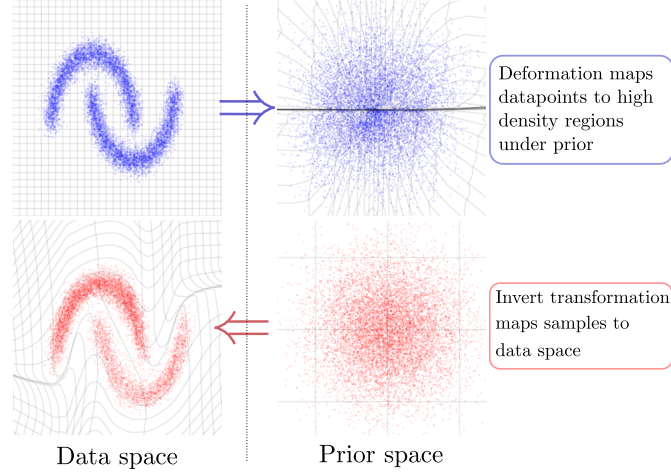 Deformation maps
datapoints to high
density regions
under prior
Invert transformation
maps samples to
data space
Data space
Prior space